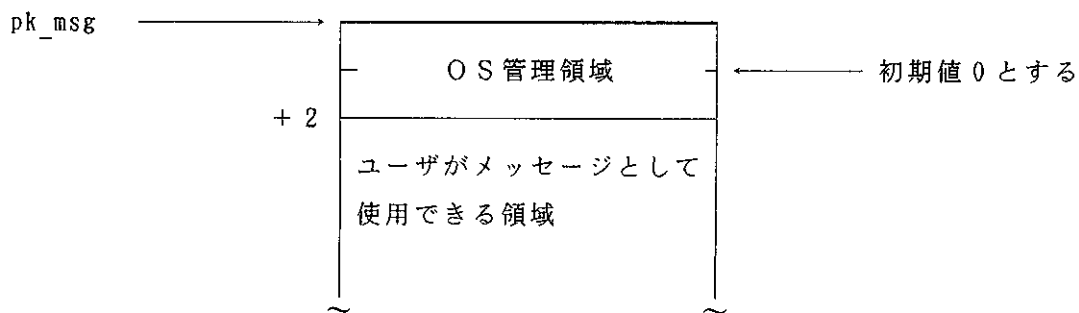 pk_msg
OS管理領域
初期値0とする
+2
ユーザがメッセージとして
使用できる領域